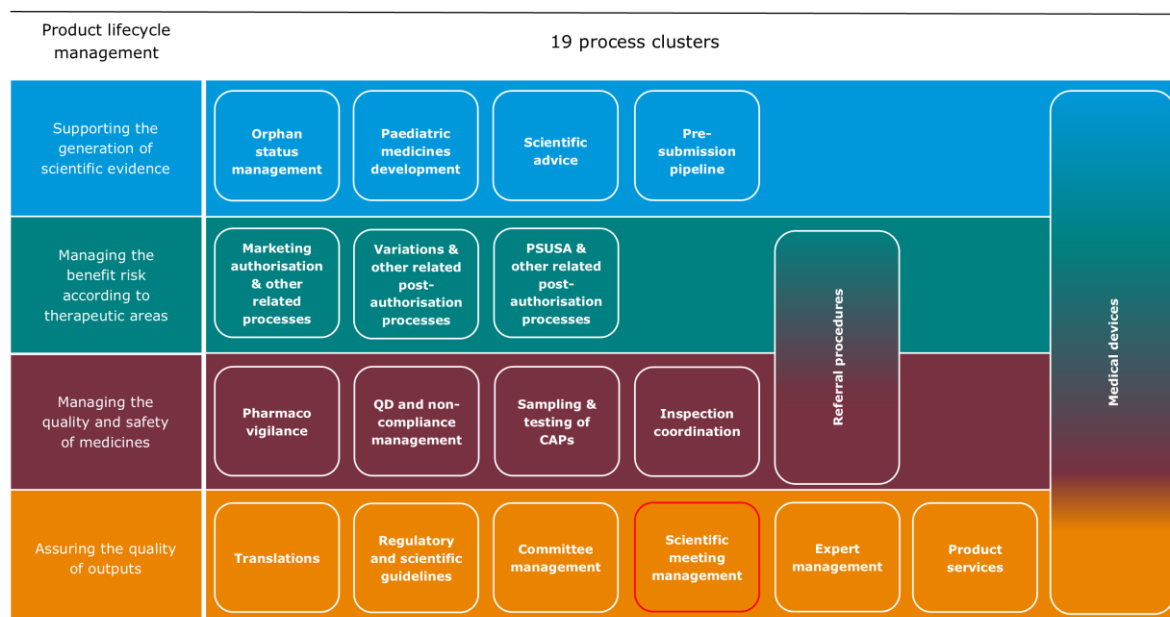 Product lifecycle
management
19 process clusters
Supporting the
generation of
scientific evidence
Orphan
status
management
Paediatric
medicines
development
Scientific
advice
Pre-
submission
pipeline
Managing the
benefit risk
according to
therapeutic areas
Marketing
authorisation
& other
related
processes
Variations &
other related
post-
authorisation
processes
PSUSA &
other related
post-
authorisation
processes
Referral procedures
Medical devices
Managing the
quality and safety
of medicines
Pharmaco
vigilance
QD and non-
compliance
management
Sampling &
testing of
CAPs
Inspection
coordination
Assuring the quality
of outputs
Translations
Regulatory
and scientific
guidelines
Committee
management
Scientific
meeting
management
Expert
management
Product
services